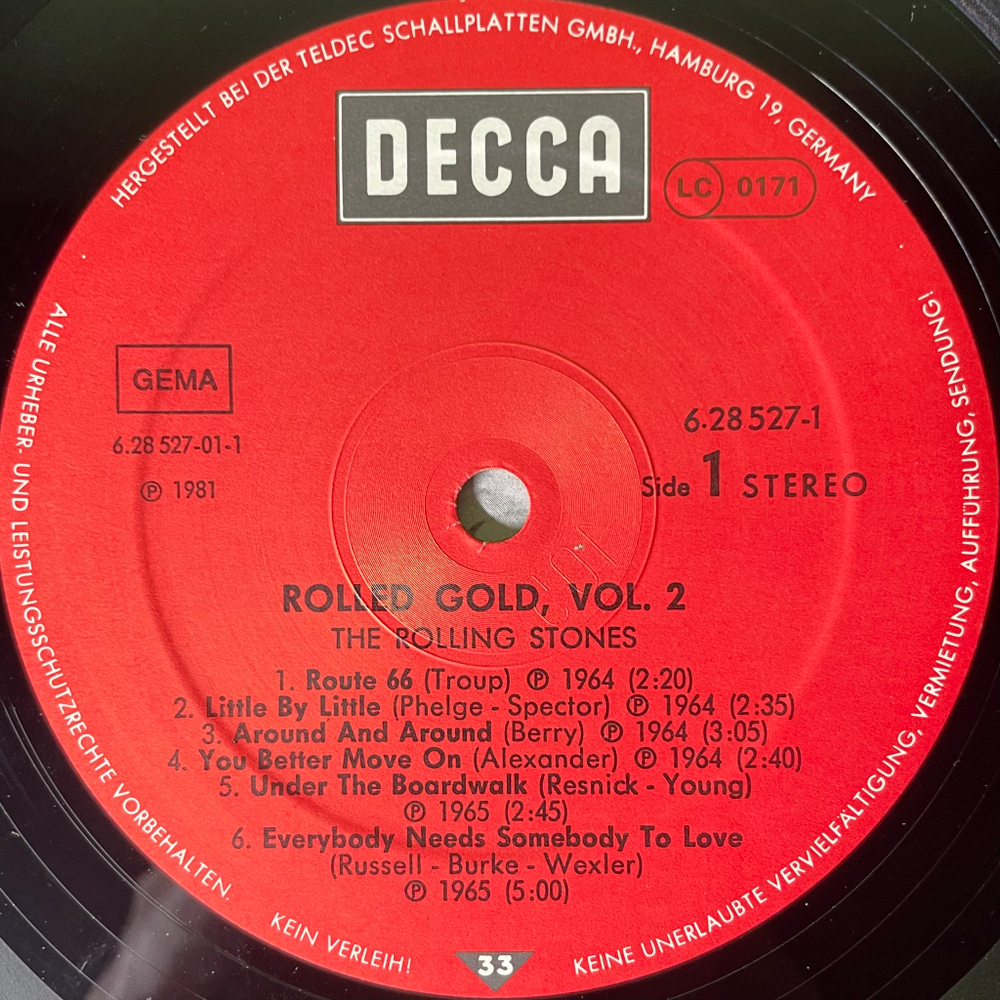 HERGESTELLT BEI DER TELDEC SCHALLPLATTEN GMBH., HAMBURG 19, GERMANY
DECCA
LC 0171
GEMA
6.28 527-01-1
℗ 1981
6.28 527-1
Side 1 STEREO
ROLLED GOLD, VOL. 2
THE ROLLING STONES
1. Route 66 (Troup) ℗ 1964 (2:20)
2. Little By Little (Phelge - Spector) ℗ 1964 (2:35)
3. Around And Around (Berry) ℗ 1964 (3:05)
4. You Better Move On (Alexander) ℗ 1964 (2:40)
5. Under The Boardwalk (Resnick - Young)
℗ 1965 (2:45)
6. Everybody Needs Somebody To Love
(Russell - Burke - Wexler)
℗ 1965 (5:00)
ALLE URHEBER- UND LEISTUNGSSCHUTZRECHTE VORBEHALTEN.
KEIN VERLEIH!
33
KEINE UNERLAUBTE VERVIELFÄLTIGUNG, VERMIETUNG, AUFFÜHRUNG, SENDUNG!